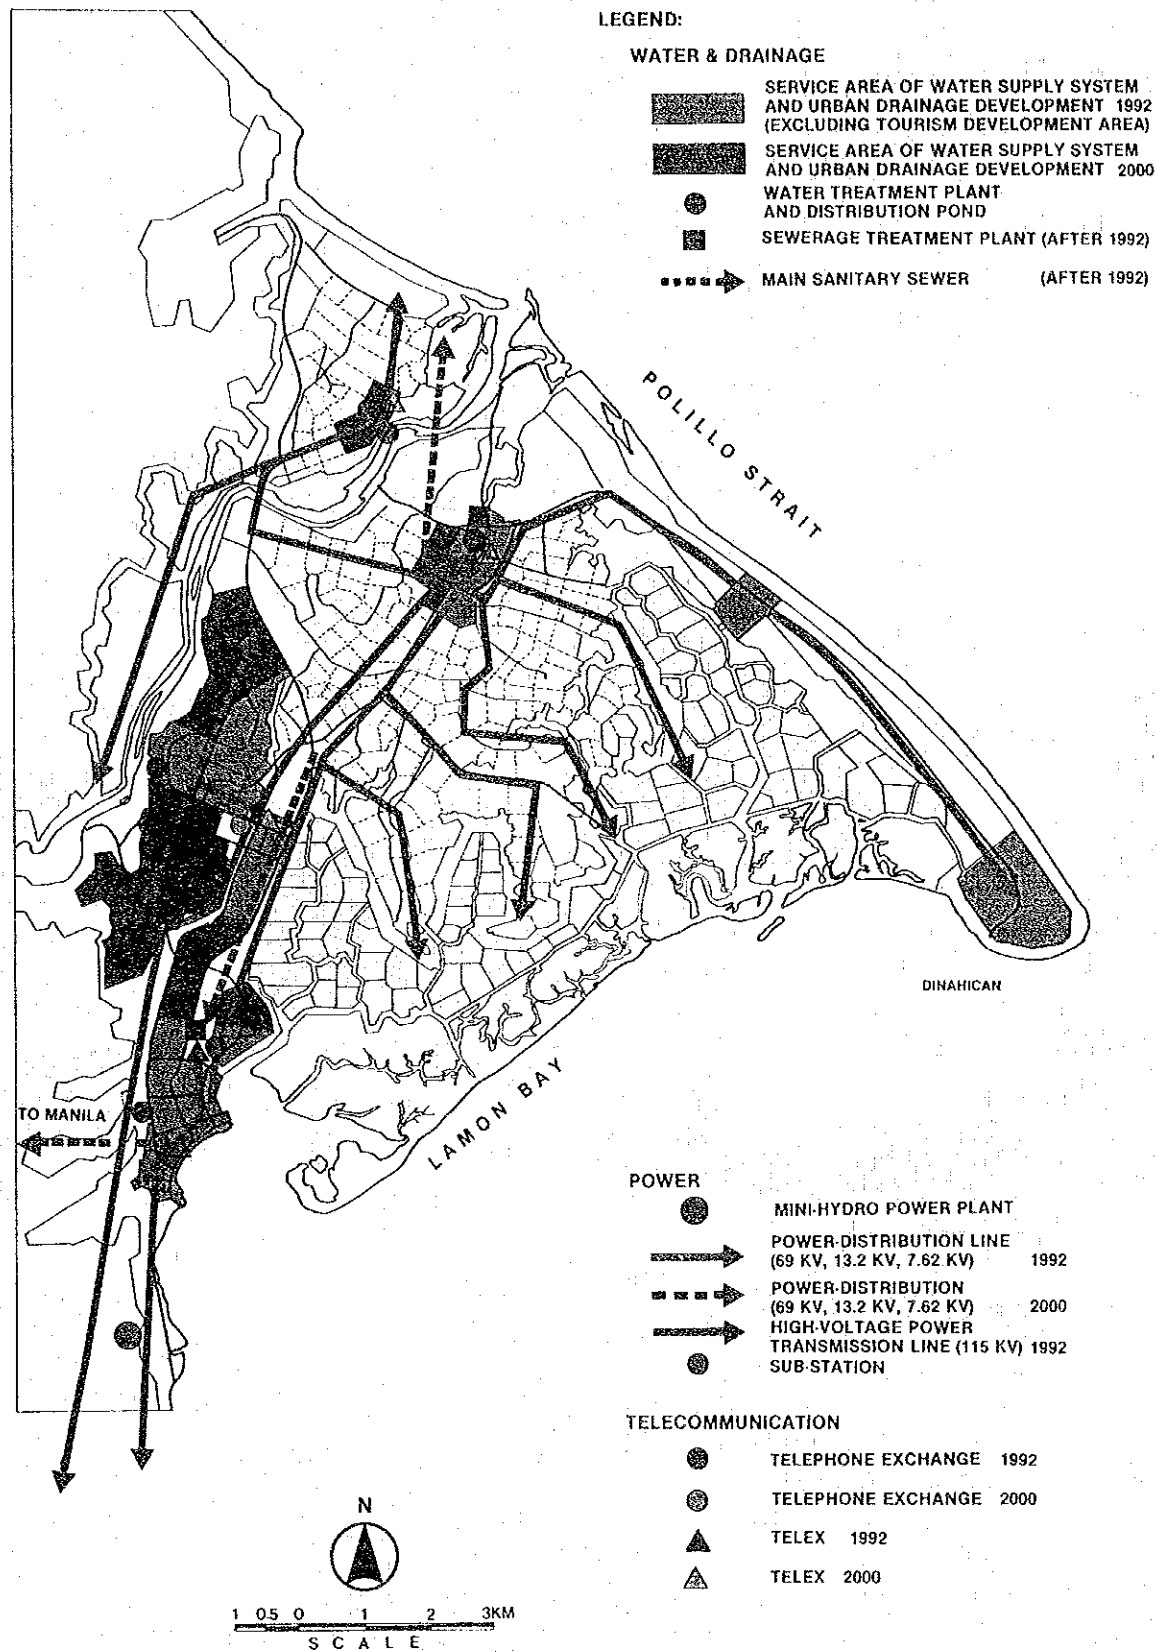 LEGEND:
WATER & DRAINAGE
SERVICE AREA OF WATER SUPPLY SYSTEM
AND URBAN DRAINAGE DEVELOPMENT 1992
(EXCLUDING TOURISM DEVELOPMENT AREA)
SERVICE AREA OF WATER SUPPLY SYSTEM
AND URBAN DRAINAGE DEVELOPMENT 2000
WATER TREATMENT PLANT
AND DISTRIBUTION POND
SEWERAGE TREATMENT PLANT (AFTER 1992)
MAIN SANITARY SEWER (AFTER 1992)
POLILLO STRAIT
DINAHICAN
LAMON BAY
TO MANILA
POWER
MINI-HYDRO POWER PLANT
POWER-DISTRIBUTION LINE
(69 KV, 13.2 KV, 7.62 KV) 1992
POWER-DISTRIBUTION
(69 KV, 13.2 KV, 7.62 KV) 2000
HIGH-VOLTAGE POWER
TRANSMISSION LINE (115 KV) 1992
SUB-STATION
TELECOMMUNICATION
TELEPHONE EXCHANGE 1992
TELEPHONE EXCHANGE 2000
TELEX 1992
TELEX 2000
N
1 0.5 0 1 2 3KM
SCALE